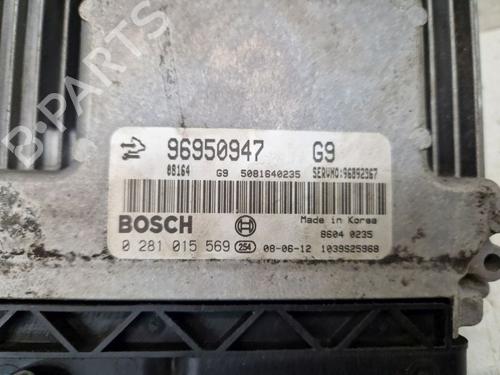 96950947 G9
08164 G9 5081640235 SERVNO:96892367
BOSCH
Made in Korea
8604 0235
0 281 015 569 254 08-06-12 1039S25968
B-PARTS